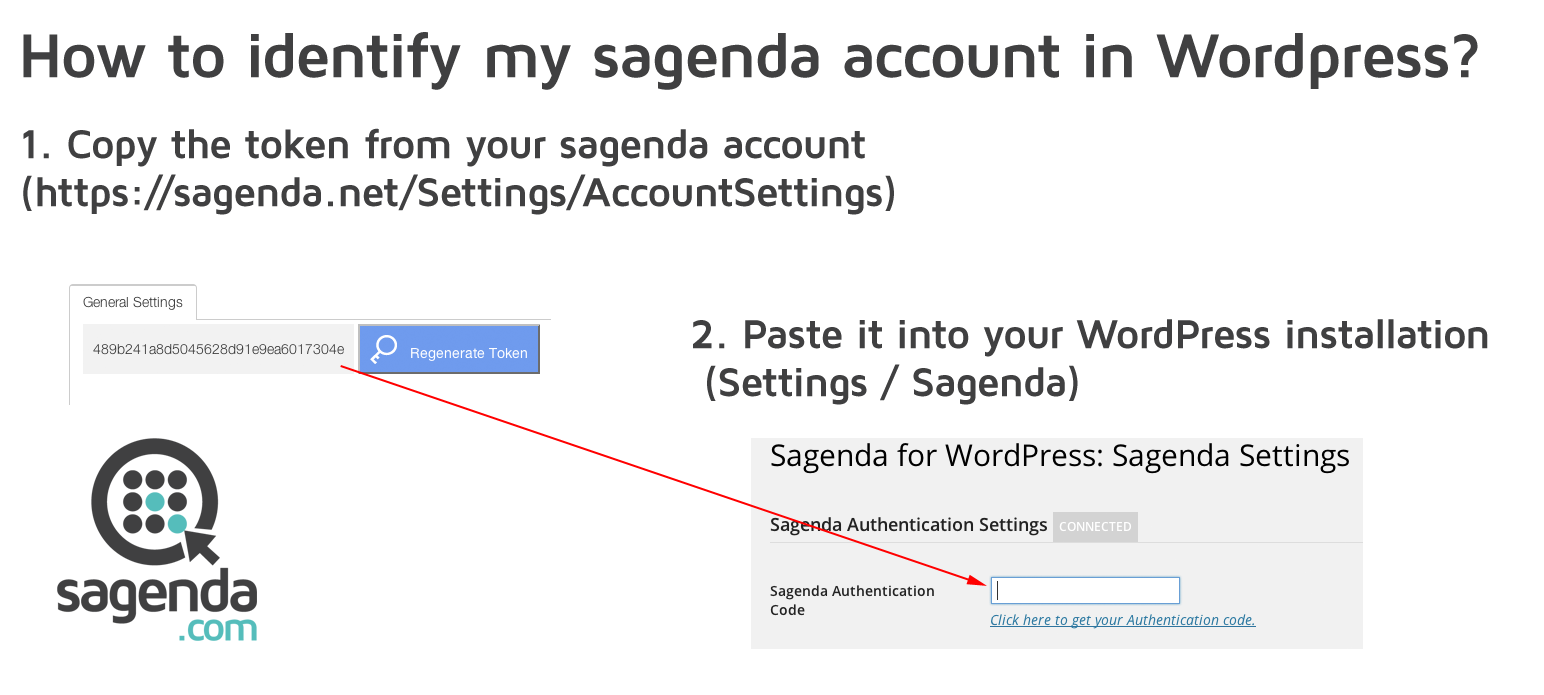 How to identify my sagenda account in Wordpress?
1. Copy the token from your sagenda account
(https://sagenda.net/Settings/AccountSettings)
General Settings
489b241a8d5045628d91e9ea6017304e
Regenerate Token
2. Paste it into your WordPress installation
(Settings / Sagenda)
Sagenda for WordPress: Sagenda Settings
Sagenda Authentication Settings CONNECTED
Sagenda Authentication
Code
Click here to get your Authentication code.
sagenda
.com